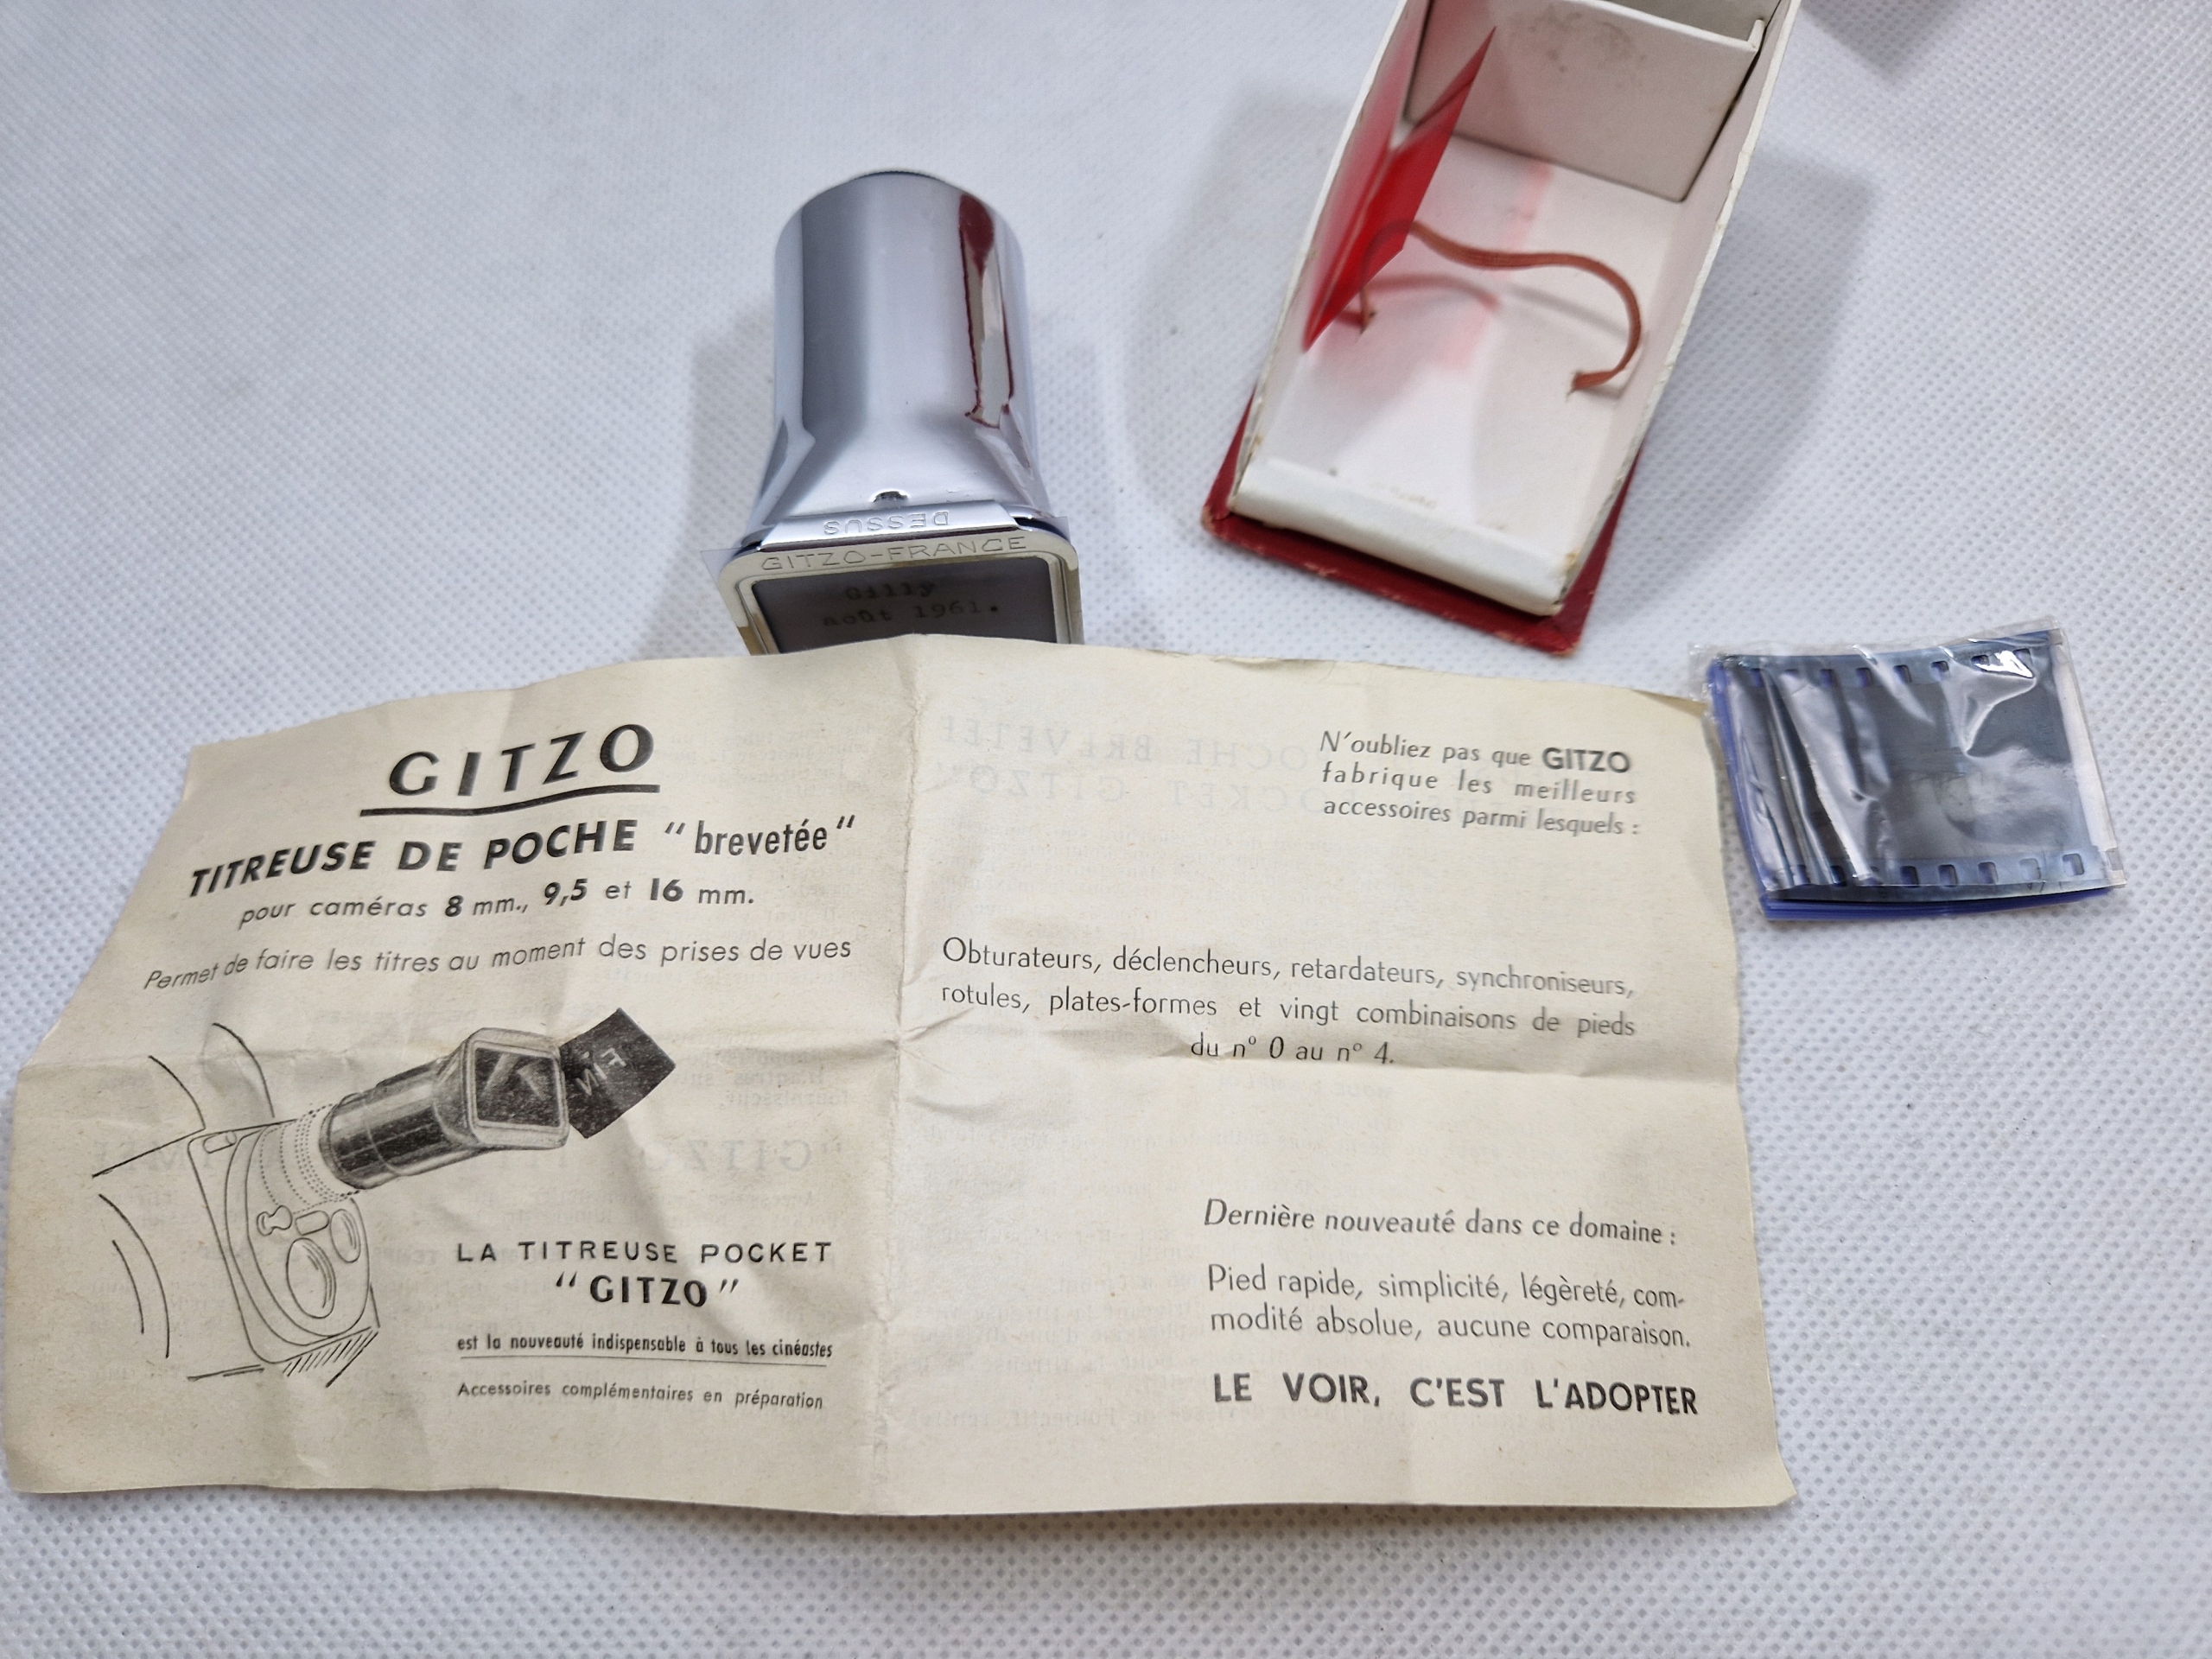 DESSUS
GITZO-FRANCE
Gilly
août 1961.
GITZO
TITREUSE DE POCHE “brevetée“
pour caméras 8 mm., 9,5 et 16 mm.
Permet de faire les titres au moment des prises de vues
FIN
LA TITREUSE POCKET
“GITZO”
est la nouveauté indispensable à tous les cinéastes
Accessoires complémentaires en préparation
N'oubliez pas que GITZO
fabrique les meilleurs
accessoires parmi lesquels :
Obturateurs, déclencheurs, retardateurs, synchroniseurs,
rotules, plates-formes et vingt combinaisons de pieds
du n° 0 au n° 4.
Dernière nouveauté dans ce domaine :
Pied rapide, simplicité, légèreté, com-
modité absolue, aucune comparaison.
LE VOIR, C'EST L'ADOPTER